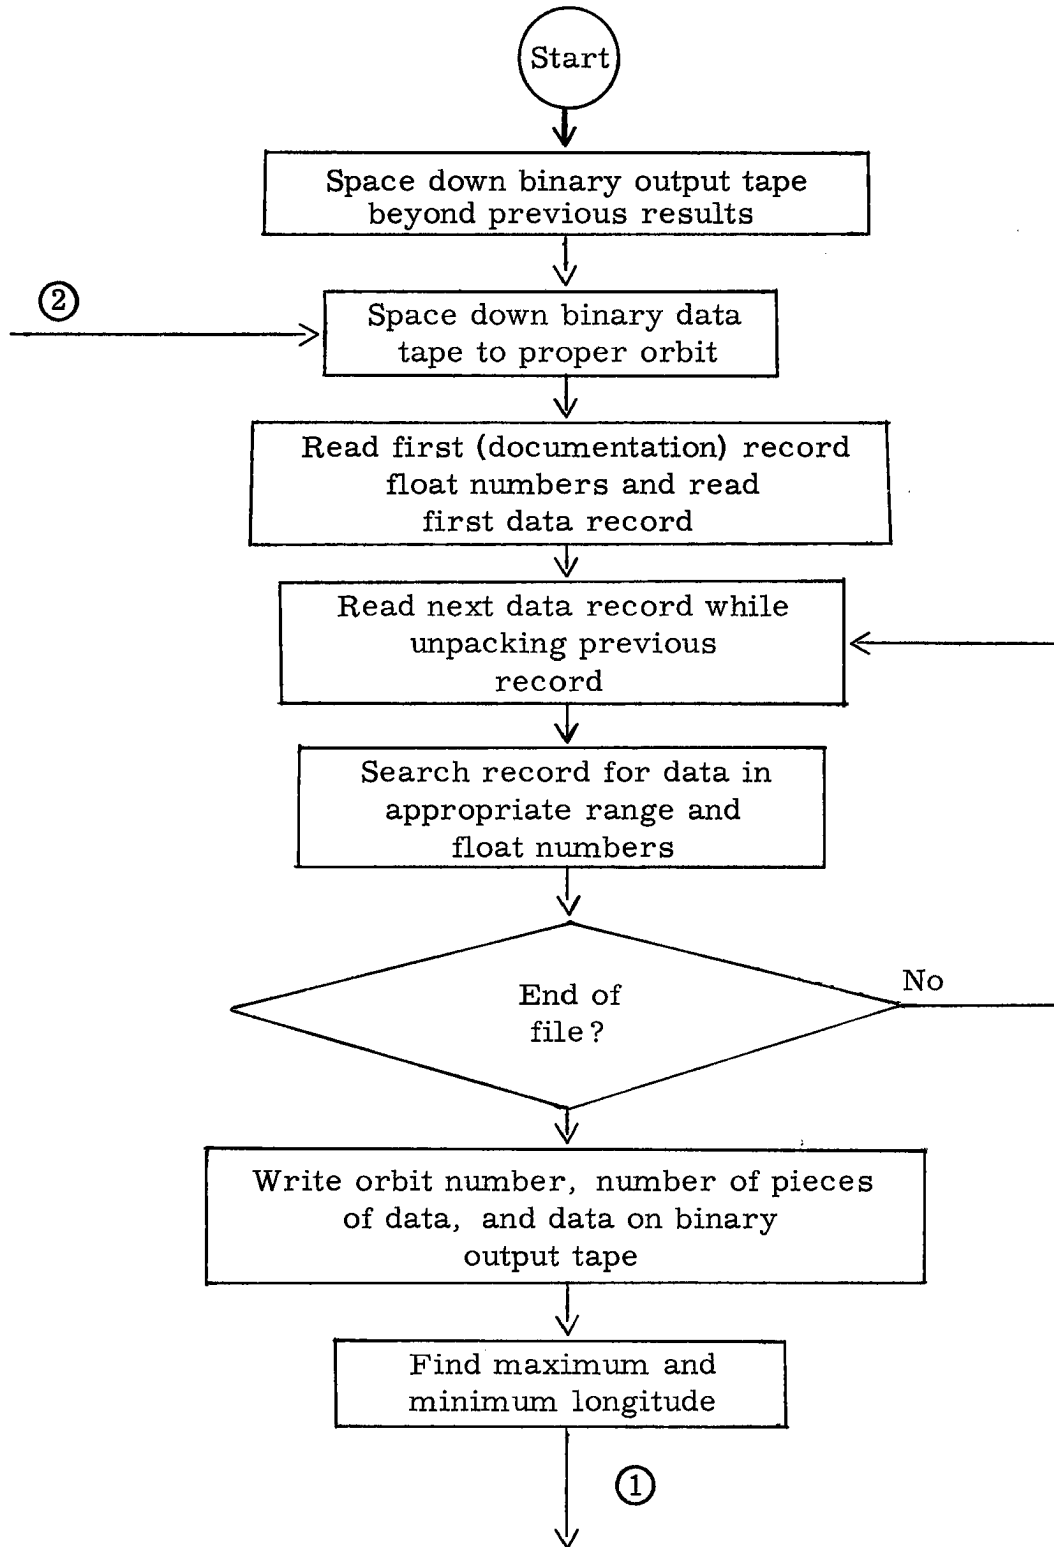 Start
Space down binary output tape
beyond previous results
②
Space down binary data
tape to proper orbit
Read first (documentation) record
float numbers and read
first data record
Read next data record while
unpacking previous
record
Search record for data in
appropriate range and
float numbers
End of
file?
No
Write orbit number, number of pieces
of data, and data on binary
output tape
Find maximum and
minimum longitude
①